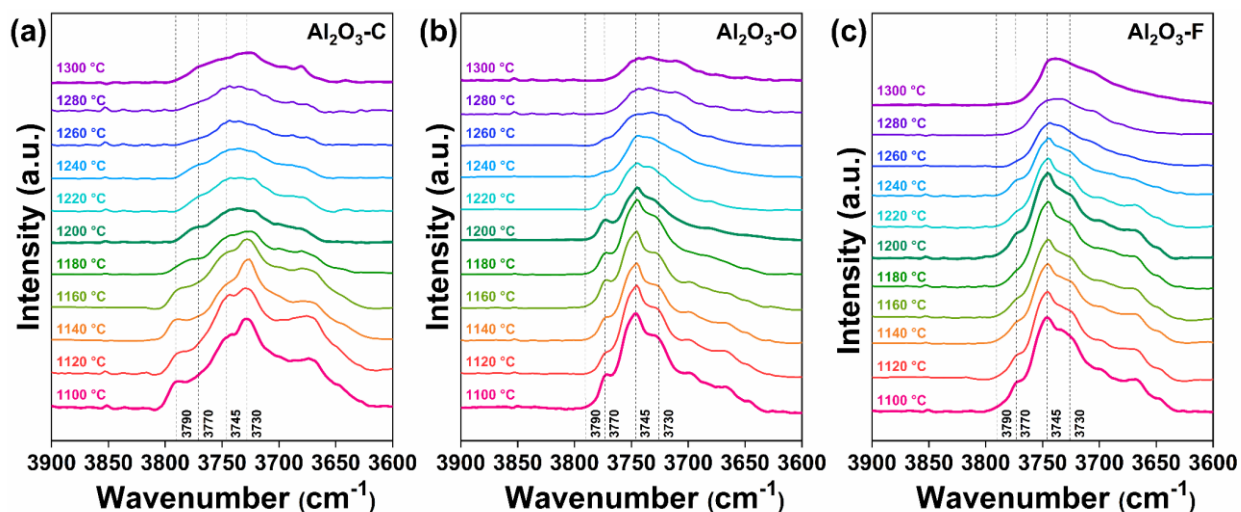 (a)
Al₂O₃-C
1300 °C
1280 °C
1260 °C
1240 °C
1220 °C
1200 °C
1180 °C
1160 °C
1140 °C
1120 °C
1100 °C
3790
3770
3745
3730
3900 3850 3800 3750 3700 3650 3600
Wavenumber (cm⁻¹)
Intensity (a.u.)
(b)
Al₂O₃-O
1300 °C
1280 °C
1260 °C
1240 °C
1220 °C
1200 °C
1180 °C
1160 °C
1140 °C
1120 °C
1100 °C
3790
3770
3745
3730
3900 3850 3800 3750 3700 3650 3600
Wavenumber (cm⁻¹)
Intensity (a.u.)
(c)
Al₂O₃-F
1300 °C
1280 °C
1260 °C
1240 °C
1220 °C
1200 °C
1180 °C
1160 °C
1140 °C
1120 °C
1100 °C
3790
3770
3745
3730
3900 3850 3800 3750 3700 3650 3600
Wavenumber (cm⁻¹)
Intensity (a.u.)